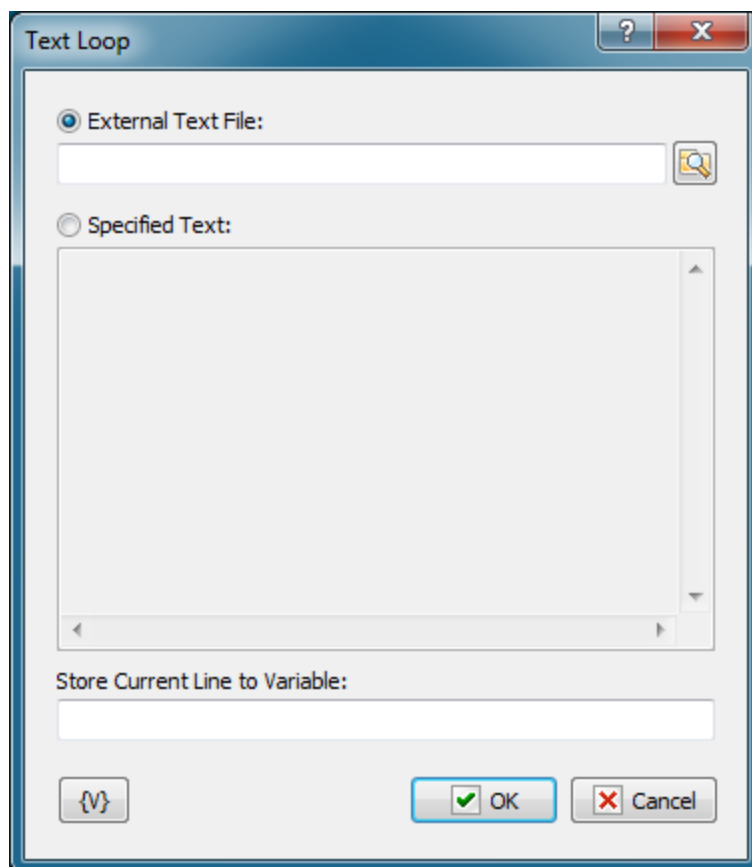 Text Loop
?
External Text File:
Specified Text:
Store Current Line to Variable:
{V} OK Cancel